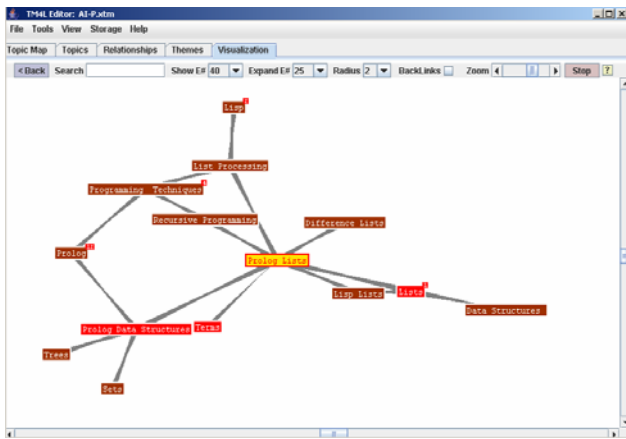 TM4L Editor: AI-P.xtm
File Tools View Storage Help
Topic Map Topics Relationships Themes Visualization
< Back Search Show E# 40 Expand E# 25 Radius 2 BackLinks Zoom Stop ?
Lisp
List Processing
Programming Techniques
Recursive Programming
Difference Lists
Prolog
Prolog Lists
Lisp Lists
Lists
Data Structures
Prolog Data Structures
Terms
Trees
Sets